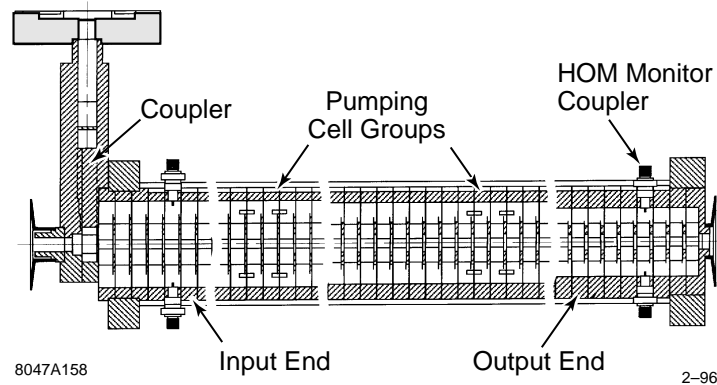 HOM Monitor
Coupler
Coupler
Pumping
Cell Groups
Input End
Output End
8047A158
2–96